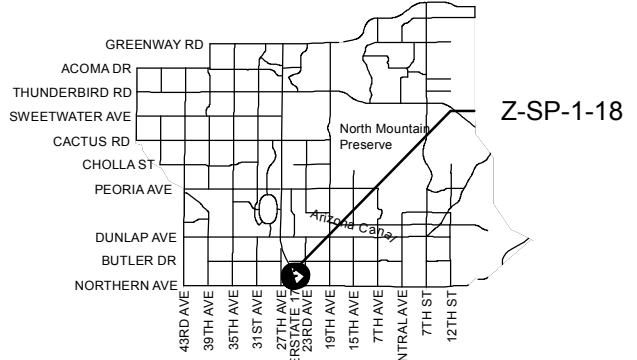 GREENWAY RD
ACOMA DR
THUNDERBIRD RD
SWEETWATER AVE
CACTUS RD
CHOLLA ST
PEORIA AVE
DUNLAP AVE
BUTLER DR
NORTHERN AVE
North Mountain
Preserve
Arizona Canal
Z-SP-1-18
43RD AVE
39TH AVE
35TH AVE
31ST AVE
27TH AVE
ERSTATE 17
23RD AVE
19TH AVE
15TH AVE
7TH AVE
NTRAL AVE
7TH ST
12TH ST